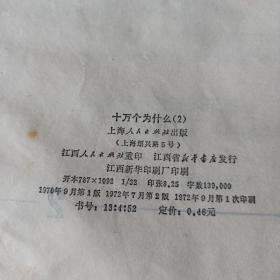 十万个为什么(2)
上海人民出版社出版
(上海绍兴路5号)
江西人民出版社重印 江西省新华书店发行
江西新华印刷厂印刷
开本787×1092 1/32 印张8.25 字数139,000
1970年9月第1版 1972年7月第2版 1972年9月第1次印刷
书号：13·4·52 定价：0.46元